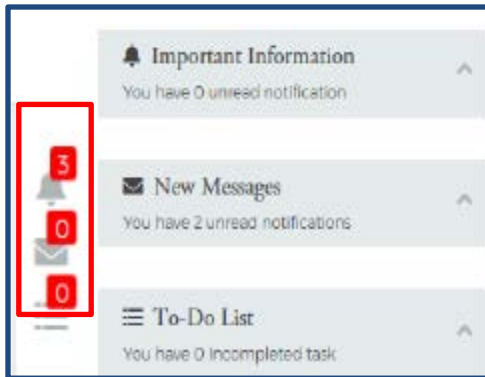 Important Information
You have 0 unread notification
3
New Messages
You have 2 unread notifications
0
0
To-Do List
You have 0 Incompleted task